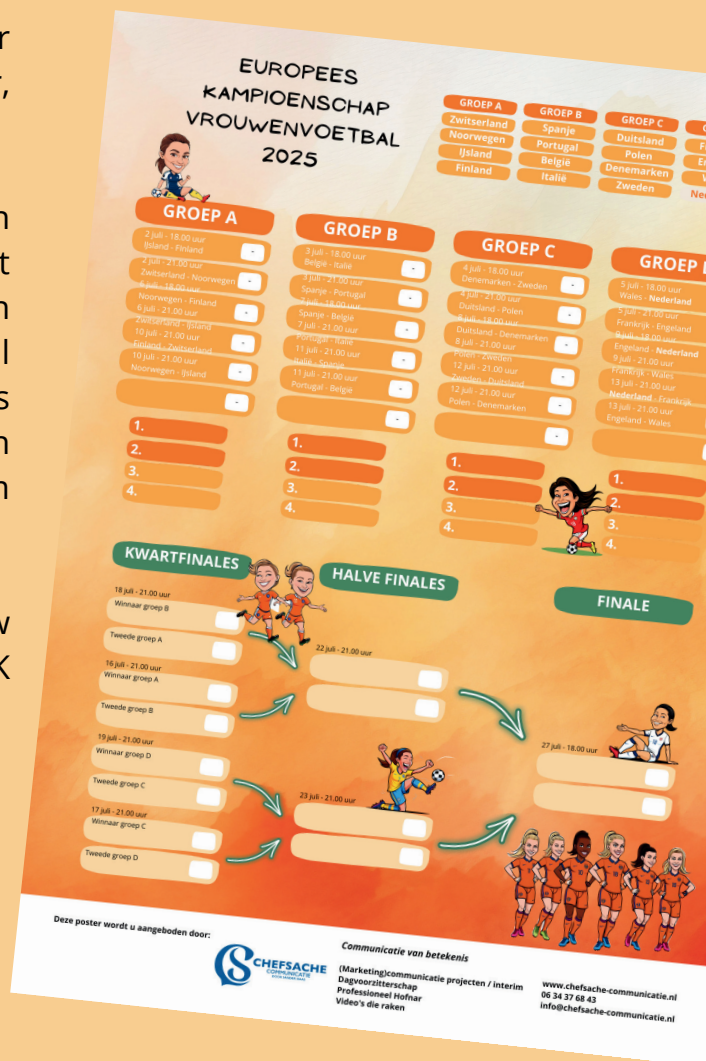 r
,
n
t
n
l
s
n
n
w
K
EUROPEES
KAMPIOENSCHAP
VROUWENVOETBAL
2025
GROEP A
Zwitserland
Noorwegen
IJsland
Finland
GROEP B
Spanje
Portugal
België
Italië
GROEP C
Duitsland
Polen
Denemarken
Zweden
GROEP A
2 juli - 18.00 uur
IJsland - Finland
-
2 juli - 21.00 uur
Zwitserland - Noorwegen
-
6 juli - 18.00 uur
Noorwegen - Finland
-
6 juli - 21.00 uur
Zwitserland - IJsland
-
10 juli - 21.00 uur
Finland - Zwitserland
-
10 juli - 21.00 uur
Noorwegen - IJsland
-
1.
2.
3.
4.
GROEP B
3 juli - 18.00 uur
België - Italië
-
3 juli - 21.00 uur
Spanje - Portugal
-
7 juli - 18.00 uur
Spanje - België
-
7 juli - 21.00 uur
Portugal - Italië
-
11 juli - 21.00 uur
Italië - Spanje
-
11 juli - 21.00 uur
Portugal - België
-
1.
2.
3.
4.
GROEP C
4 juli - 18.00 uur
Denemarken - Zweden
-
4 juli - 21.00 uur
Duitsland - Polen
-
8 juli - 18.00 uur
Duitsland - Denemarken
-
8 juli - 21.00 uur
Polen - Zweden
-
12 juli - 21.00 uur
Zweden - Duitsland
-
12 juli - 21.00 uur
Polen - Denemarken
-
1.
2.
3.
4.
GROEP
5 juli - 18.00 uur
Wales - Nederland
5 juli - 21.00 uur
Frankrijk - Engeland
9 juli - 18.00 uur
Engeland - Nederland
9 juli - 21.00 uur
Frankrijk - Wales
13 juli - 21.00 uur
Nederland - Frankrijk
13 juli - 21.00 uur
Engeland - Wales
1.
2.
3.
4.
KWARTFINALES
18 juli - 21.00 uur
Winnaar groep B
Tweede groep A
16 juli - 21.00 uur
Winnaar groep A
Tweede groep B
19 juli - 21.00 uur
Winnaar groep D
Tweede groep C
17 juli - 21.00 uur
Winnaar groep C
Tweede groep D
HALVE FINALES
22 juli - 21.00 uur
23 juli - 21.00 uur
FINALE
27 juli - 18.00 uur
Deze poster wordt u aangeboden door:
CHEFSACHE
COMMUNICATIE
Communicatie van betekenis
(Marketing)communicatie projecten / interim
Dagvoorzitterschap
Professioneel Hofnar
Video's die raken
www.chefsache-communicatie.nl
06 34 37 68 43
info@chefsache-communicatie.nl